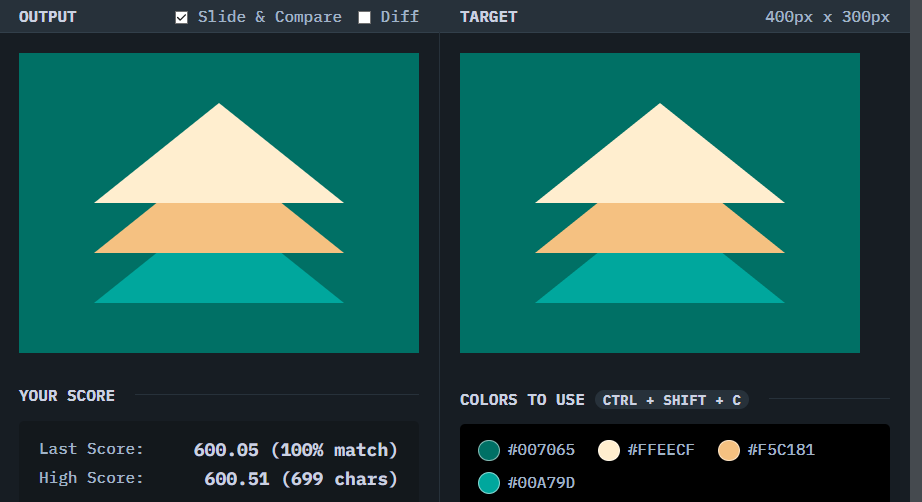 OUTPUT Slide & Compare Diff TARGET 400px x 300px
YOUR SCORE
Last Score: 600.05 (100% match)
High Score: 600.51 (699 chars)
COLORS TO USE CTRL + SHIFT + C
#007065 #FFEECF #F5C181
#00A79D